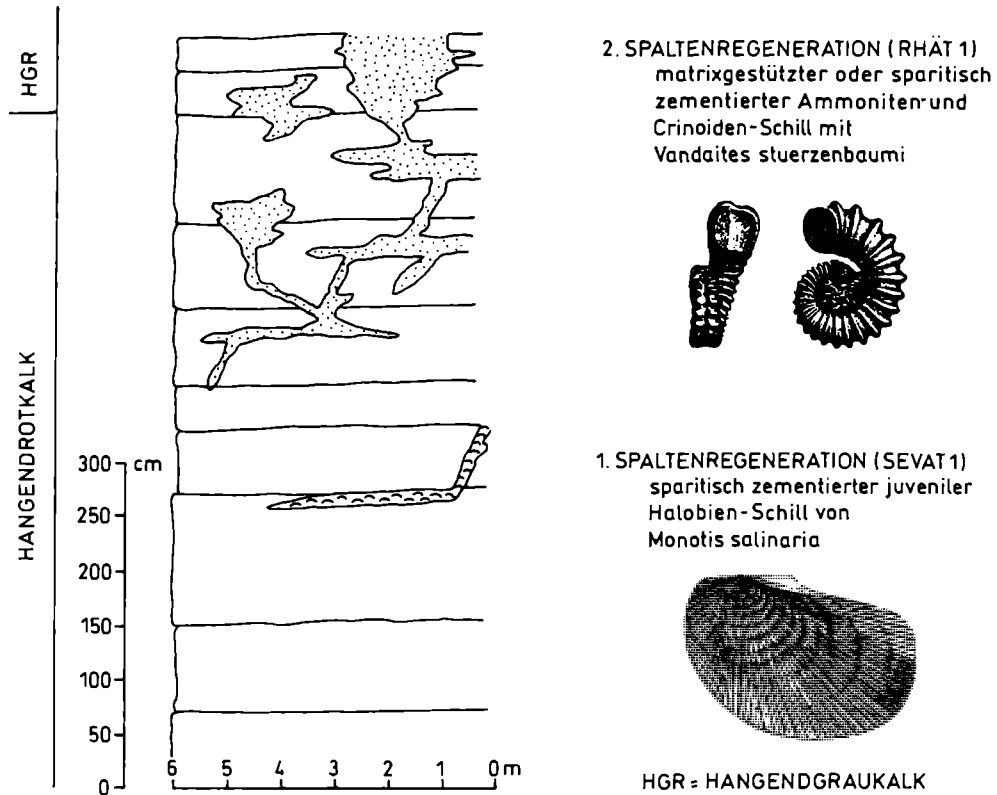 HGR
HANGENDROTKALK
300 cm
250
200
150
100
50
0
6 5 4 3 2 1 0 m
2. SPALTENREGENERATION (RHÄT 1)
matrixgestützter oder sparitisch
zementierter Ammoniten-und
Crinoiden-Schill mit
Vandaites stuerzenbaumi
1. SPALTENREGENERATION (SEVAT 1)
sparitisch zementierter juveniler
Halobien-Schill von
Monotis salinaria
HGR = HANGENDGRAUKALK